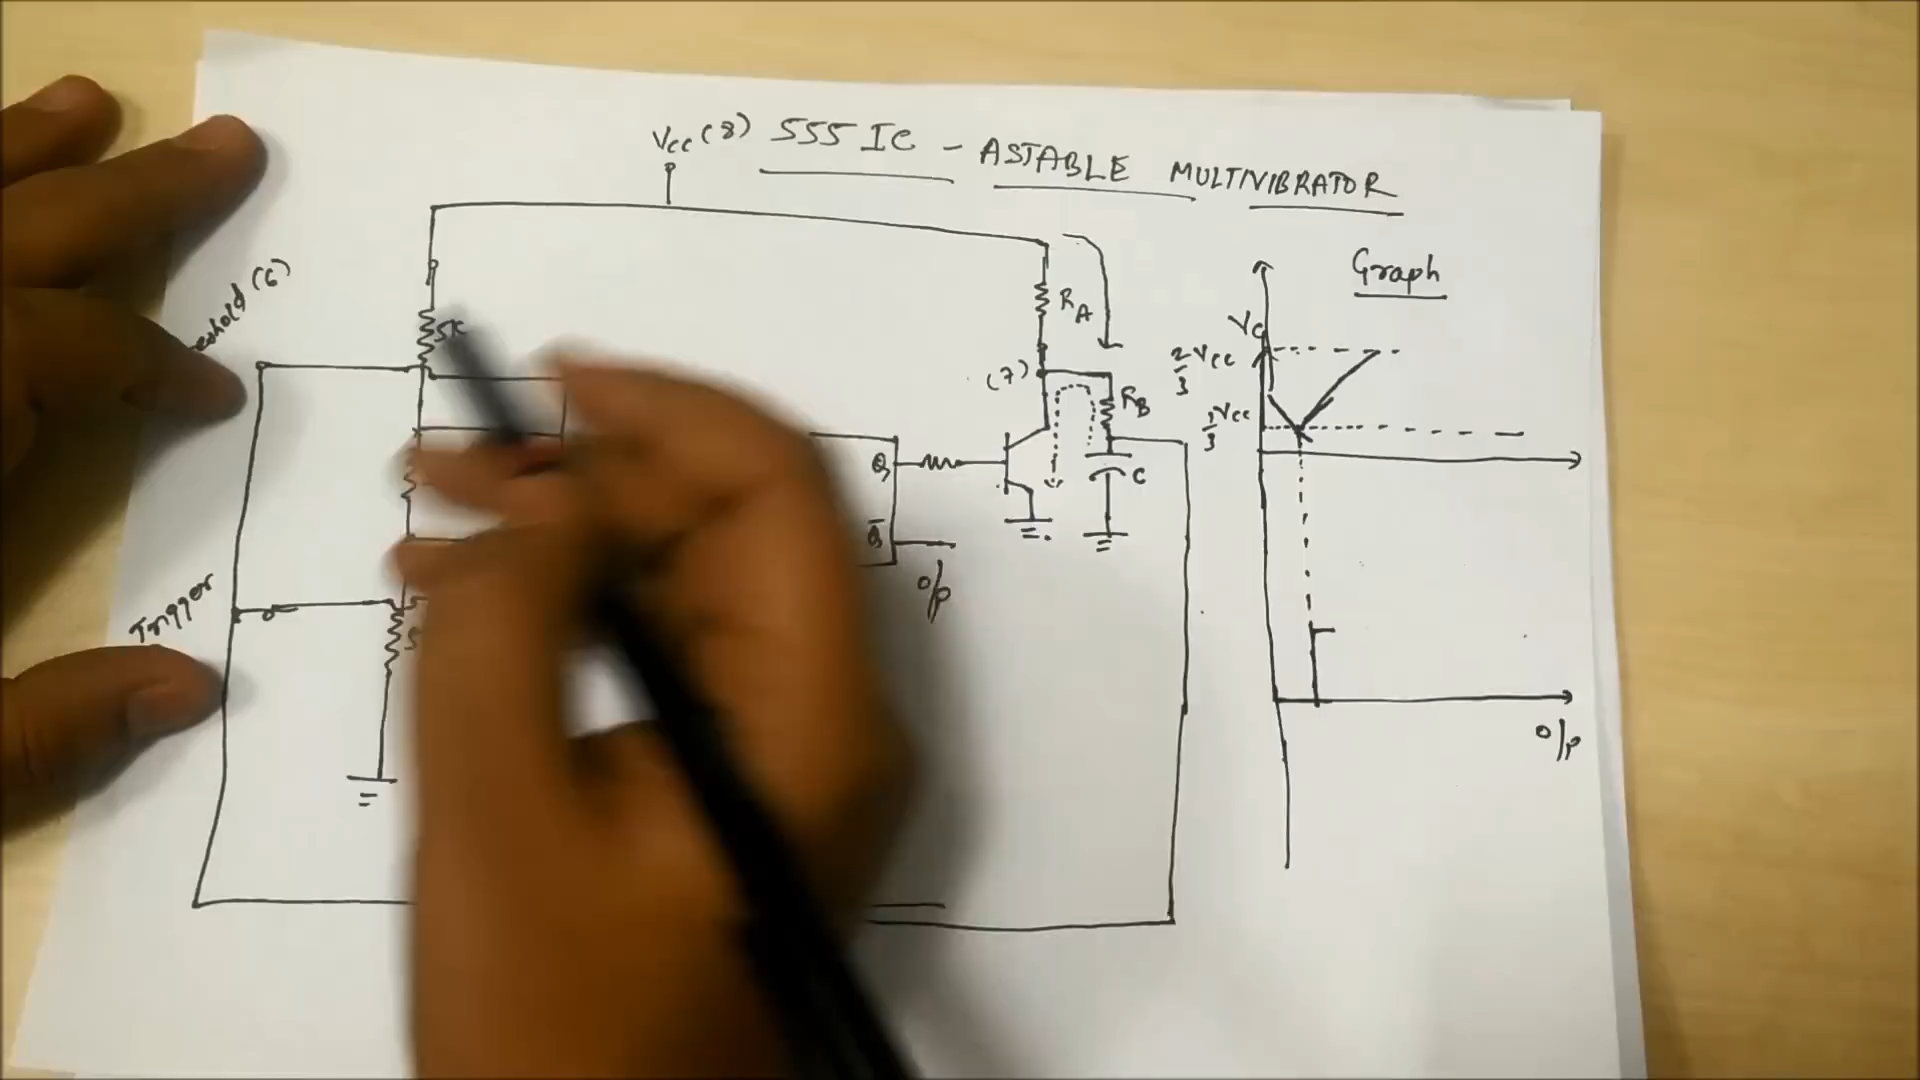 Vcc (8) 555 IC - ASTABLE MULTIVIBRATOR
Graph
(6)
5K
RA
Vc
2/3 Vcc
(7)
RB
1/3 Vcc
Q
C
Q̅
o/p
Trigger
o/p